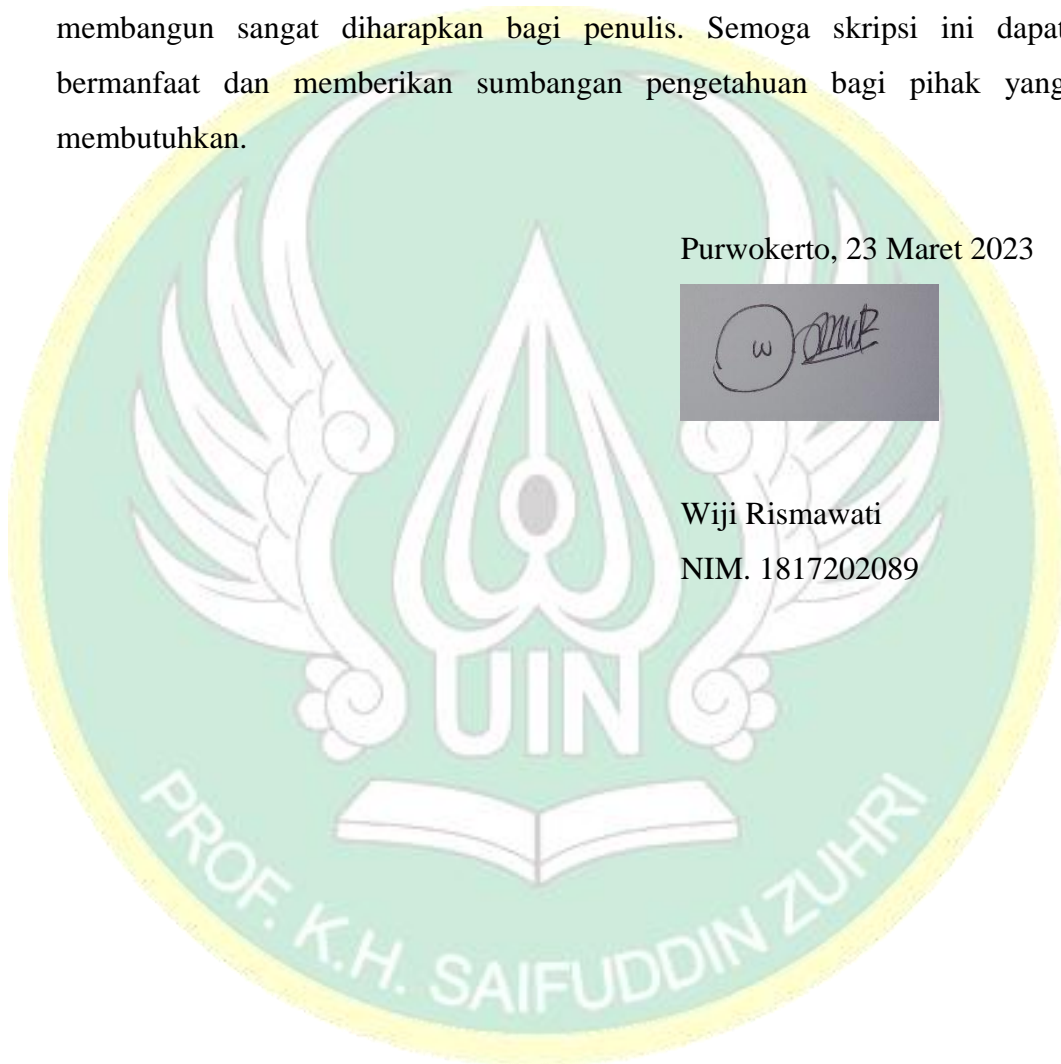 membangun sangat diharapkan bagi penulis. Semoga skripsi ini dapat
bermanfaat dan memberikan sumbangan pengetahuan bagi pihak yang
membutuhkan.
Purwokerto, 23 Maret 2023
Wiji Rismawati
NIM. 1817202089
UIN
PROF. K.H. SAIFUDDIN ZUHRI